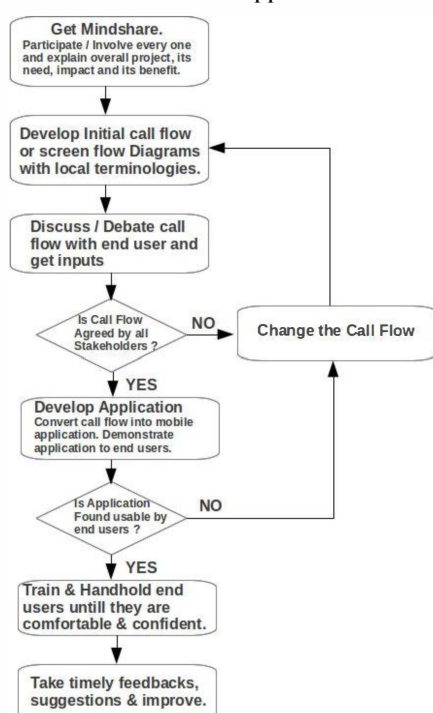 Get Mindshare.
Participate / Involve every one
and explain overall project, its
need, impact and its benefit.
Develop Initial call flow
or screen flow Diagrams
with local terminologies.
Discuss / Debate call
flow with end user and
get inputs
Is Call Flow
Agreed by all
Stakeholders ?
NO
Change the Call Flow
YES
Develop Application
Convert call flow into mobile
application. Demonstrate
application to end users.
Is Application
Found usable by
end users ?
NO
YES
Train & Handhold end
users untill they are
comfortable & confident.
Take timely feedbacks,
suggestions & improve.